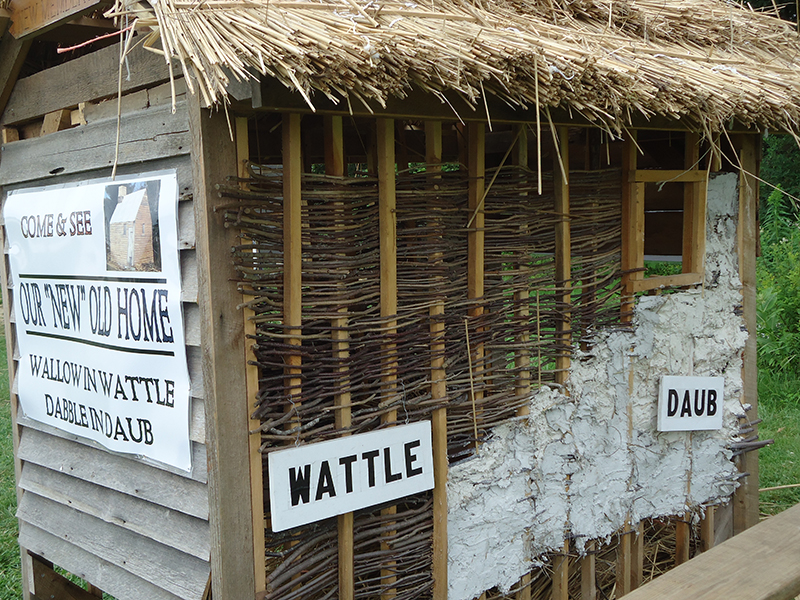 COME & SEE
OUR "NEW" OLD HOME
WALLOW IN WATTLE
DABBLE IN DAUB
WATTLE
DAUB